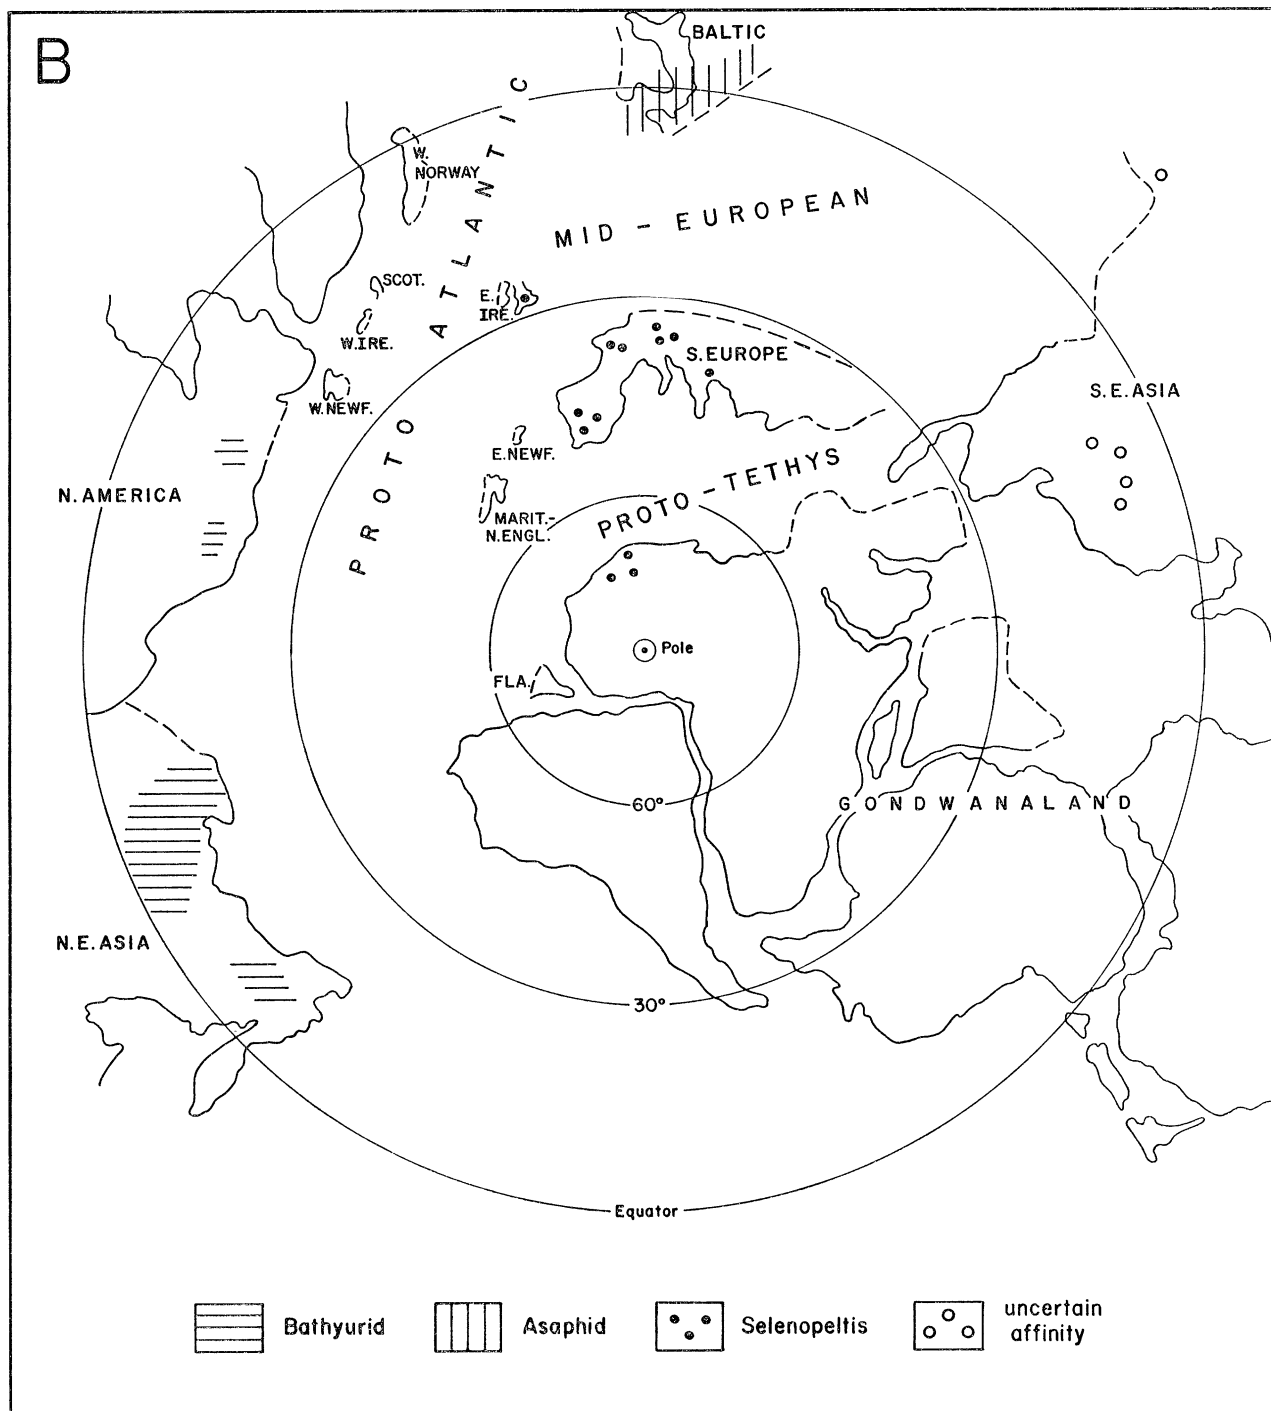 B
BALTIC
W.
NORWAY
PROTO ATLANTIC
MID - EUROPEAN
SCOT.
E.
IRE.
W.IRE.
S.EUROPE
W.NEWF.
S.E.ASIA
E.NEWF.
PROTO - TETHYS
N.AMERICA
MARIT.-
N.ENGL.
Pole
FLA.
60°
GONDWANALAND
N.E.ASIA
30°
Equator
Bathyurid
Asaphid
Selenopeltis
uncertain
affinity